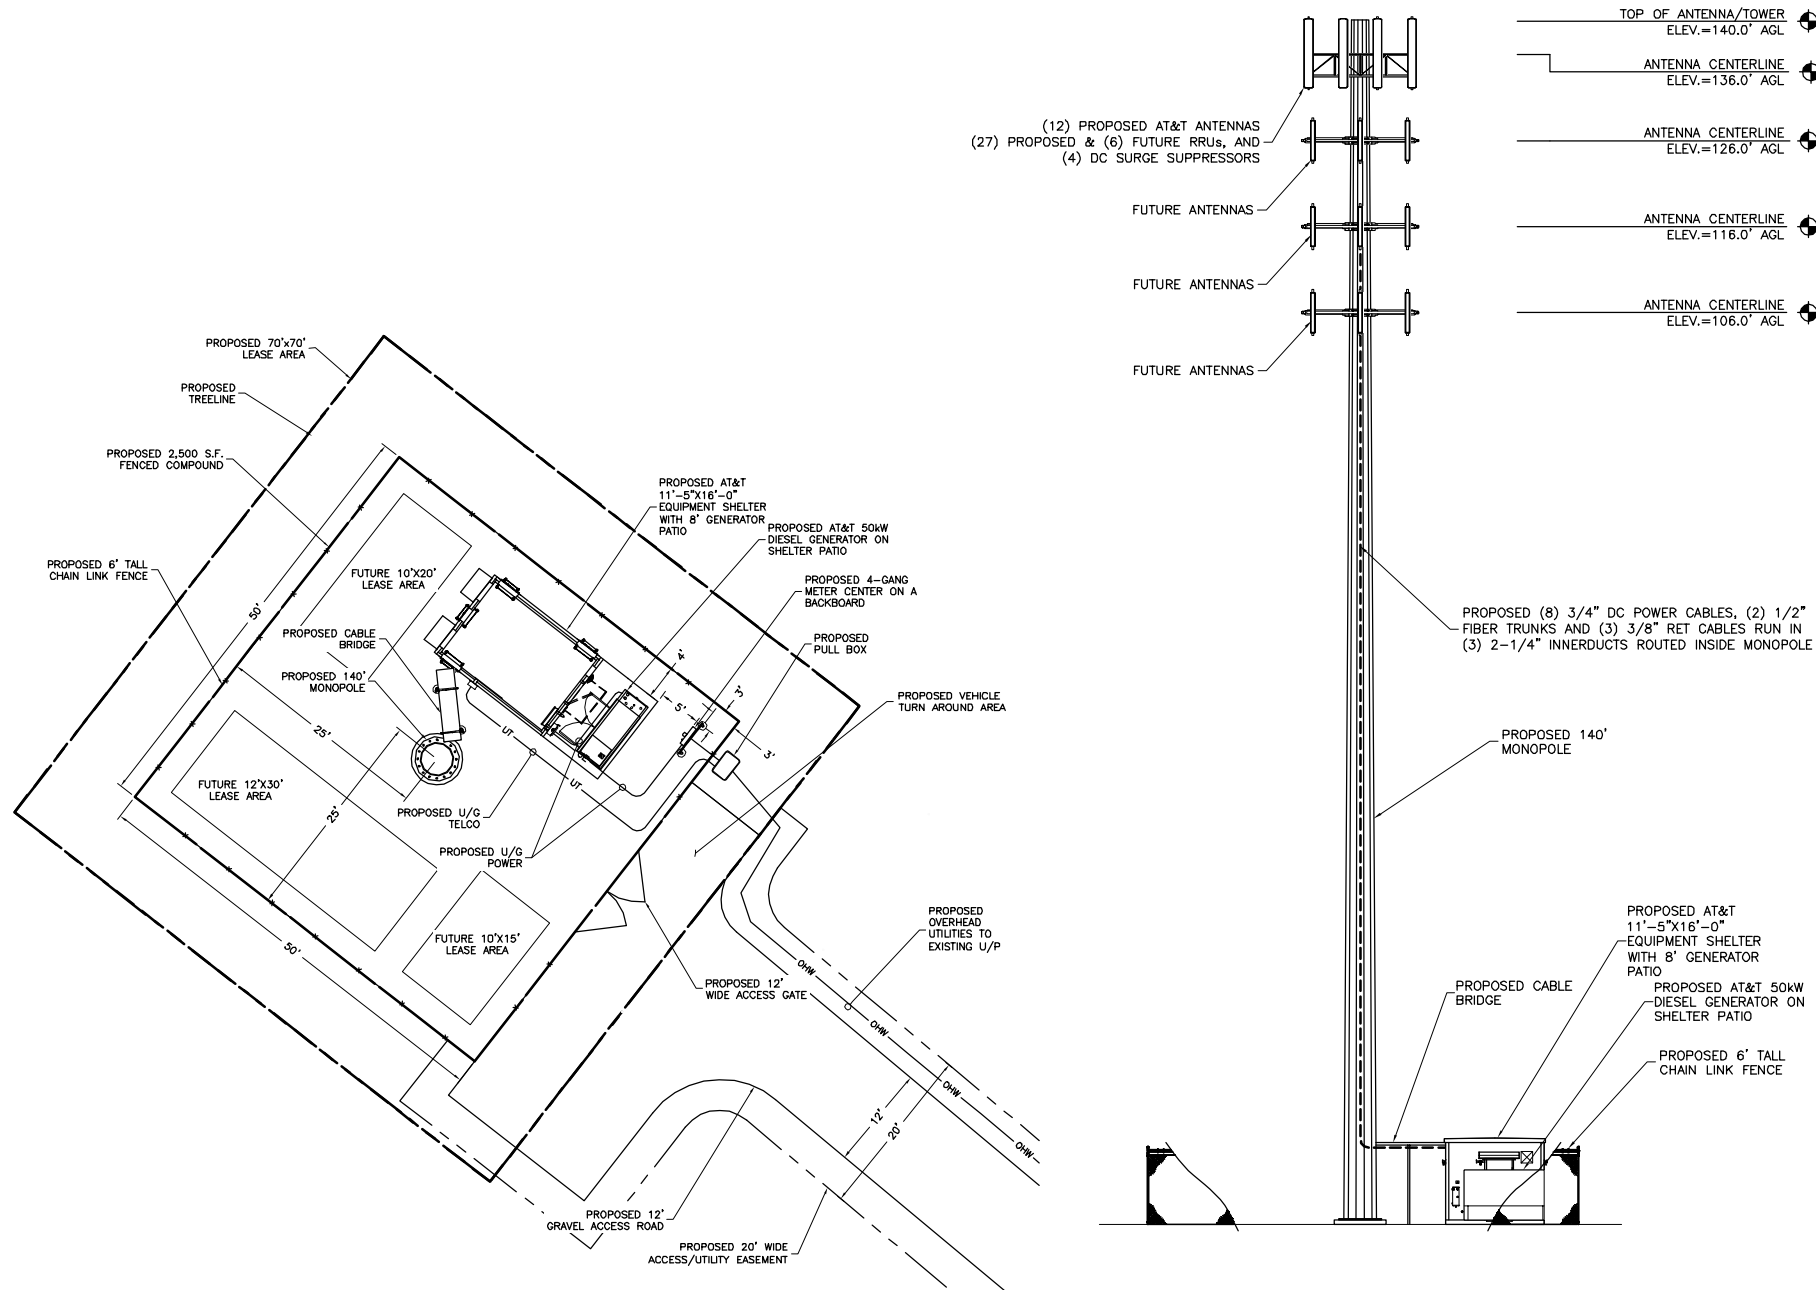 PROPOSED 70'x70'
LEASE AREA
PROPOSED
TREELINE
PROPOSED 2,500 S.F.
FENCED COMPOUND
PROPOSED 6' TALL
CHAIN LINK FENCE
50'
FUTURE 10'X20'
LEASE AREA
PROPOSED CABLE
BRIDGE
PROPOSED 140'
MONOPOLE
25'
25'
FUTURE 12'X30'
LEASE AREA
50'
FUTURE 10'X15'
LEASE AREA
PROPOSED AT&T
11'-5"X16'-0"
EQUIPMENT SHELTER
WITH 8' GENERATOR
PATIO
PROPOSED AT&T 50kW
DIESEL GENERATOR ON
SHELTER PATIO
PROPOSED 4-GANG
METER CENTER ON A
BACKBOARD
PROPOSED
PULL BOX
4'
5'
3'
3'
PROPOSED VEHICLE
TURN AROUND AREA
UT
UT
UE
PROPOSED U/G
TELCO
PROPOSED U/G
POWER
PROPOSED
OVERHEAD
UTILITIES TO
EXISTING U/P
PROPOSED 12'
WIDE ACCESS GATE
OHW
OHW
OHW
OHW
12'
20'
PROPOSED 12'
GRAVEL ACCESS ROAD
PROPOSED 20' WIDE
ACCESS/UTILITY EASEMENT
TOP OF ANTENNA/TOWER
ELEV.=140.0' AGL
ANTENNA CENTERLINE
ELEV.=136.0' AGL
ANTENNA CENTERLINE
ELEV.=126.0' AGL
ANTENNA CENTERLINE
ELEV.=116.0' AGL
ANTENNA CENTERLINE
ELEV.=106.0' AGL
(12) PROPOSED AT&T ANTENNAS
(27) PROPOSED & (6) FUTURE RRUs, AND
(4) DC SURGE SUPPRESSORS
FUTURE ANTENNAS
FUTURE ANTENNAS
FUTURE ANTENNAS
PROPOSED (8) 3/4" DC POWER CABLES, (2) 1/2"
FIBER TRUNKS AND (3) 3/8" RET CABLES RUN IN
(3) 2-1/4" INNERDUCTS ROUTED INSIDE MONOPOLE
PROPOSED 140'
MONOPOLE
PROPOSED AT&T
11'-5"X16'-0"
EQUIPMENT SHELTER
WITH 8' GENERATOR
PATIO
PROPOSED CABLE
BRIDGE
PROPOSED AT&T 50kW
DIESEL GENERATOR ON
SHELTER PATIO
PROPOSED 6' TALL
CHAIN LINK FENCE